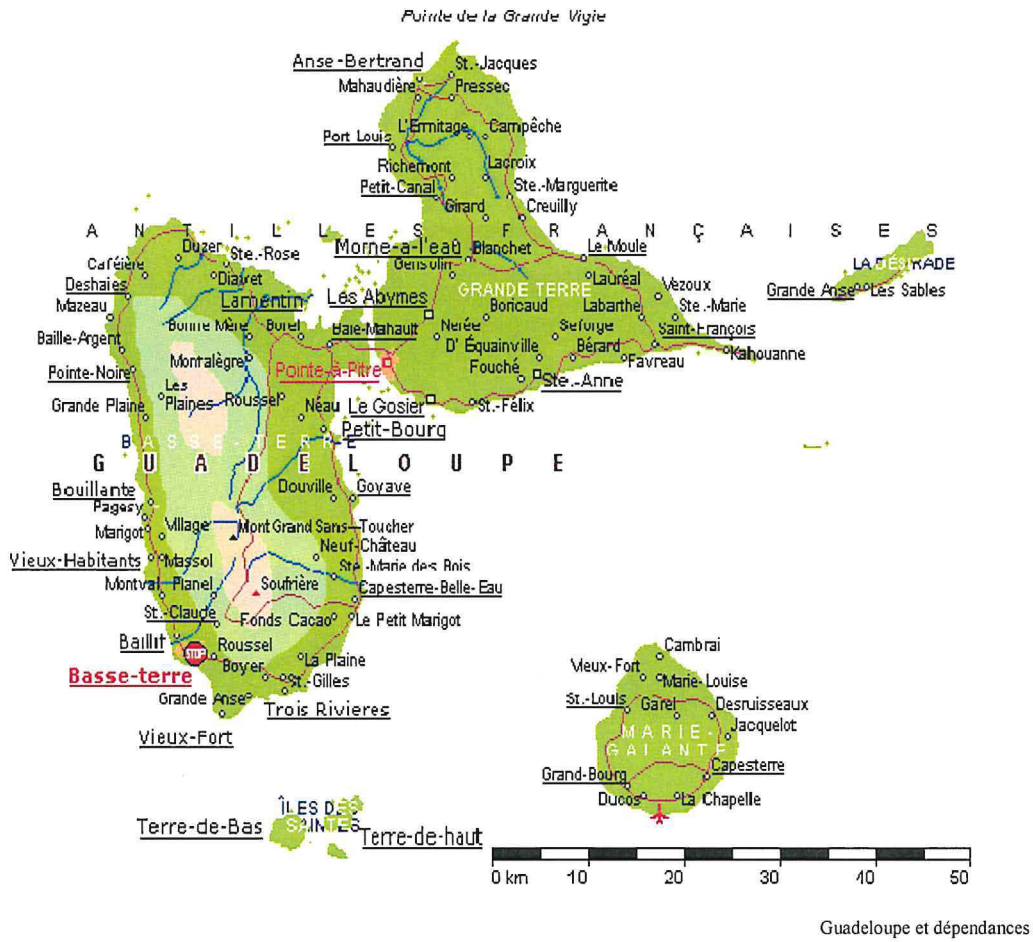 Pointe de la Grande Vigie
Anse-Bertrand
St.-Jacques
Mahaudière
Pressec
L'Ermitage
Campêche
Port Louis
Richemont
Lacroix
Petit-Canal
Ste.-Marguerite
Girard
Creuilly
ANTILLES FRANÇAISES
Duzer
Ste.-Rose
Morne-a-l'eau
Blanchet
Le Moule
Caféière
Gensolin
LA DÉSIRADE
Deshaies
Diavet
Lamentin
Les Abymes
GRANDE TERRE
Lauréal
Vezoux
Grande Anse
Les Sables
Mazeau
Bonne Mère
Borel
Baie-Mahault
Boricaud
Labarthe
Ste.-Marie
Baille-Argent
Nerée
Seforge
Saint-François
D' Équainville
Montalègre
Pointe-à-Pitre
Bérard
Kahouanne
Pointe-Noire
Fouché
Favreau
Les
Plaines
Roussel
Ste.-Anne
Grande Plaine
Néau
Le Gosier
St.-Félix
Petit-Bourg
BASSE-TERRE
GUADELOUPE
Bouillante
Douville
Goyave
Pagesy
Marigot
Village
Mont Grand Sans-Toucher
Neuf-Château
Vieux-Habitants
Massol
Ste.-Marie des Bois
Montval
Planel
Soufrière
Capesterre-Belle-Eau
St.-Claude
Fonds Cacao
Le Petit Marigot
Baillif
STOP
Roussel
Basse-terre
Boyer
La Plaine
St.-Gilles
Grande Anse
Trois Rivieres
Vieux-Fort
Cambrai
Vieux-Fort
Marie-Louise
St.-Louis
Garel
Desruisseaux
Jacquelot
MARIE-
GALANTE
Grand-Bourg
Capesterre
Ducos
La Chapelle
ÎLES DES
SAINTES
Terre-de-Bas
Terre-de-haut
0 km 10 20 30 40 50
Guadeloupe et dépendances